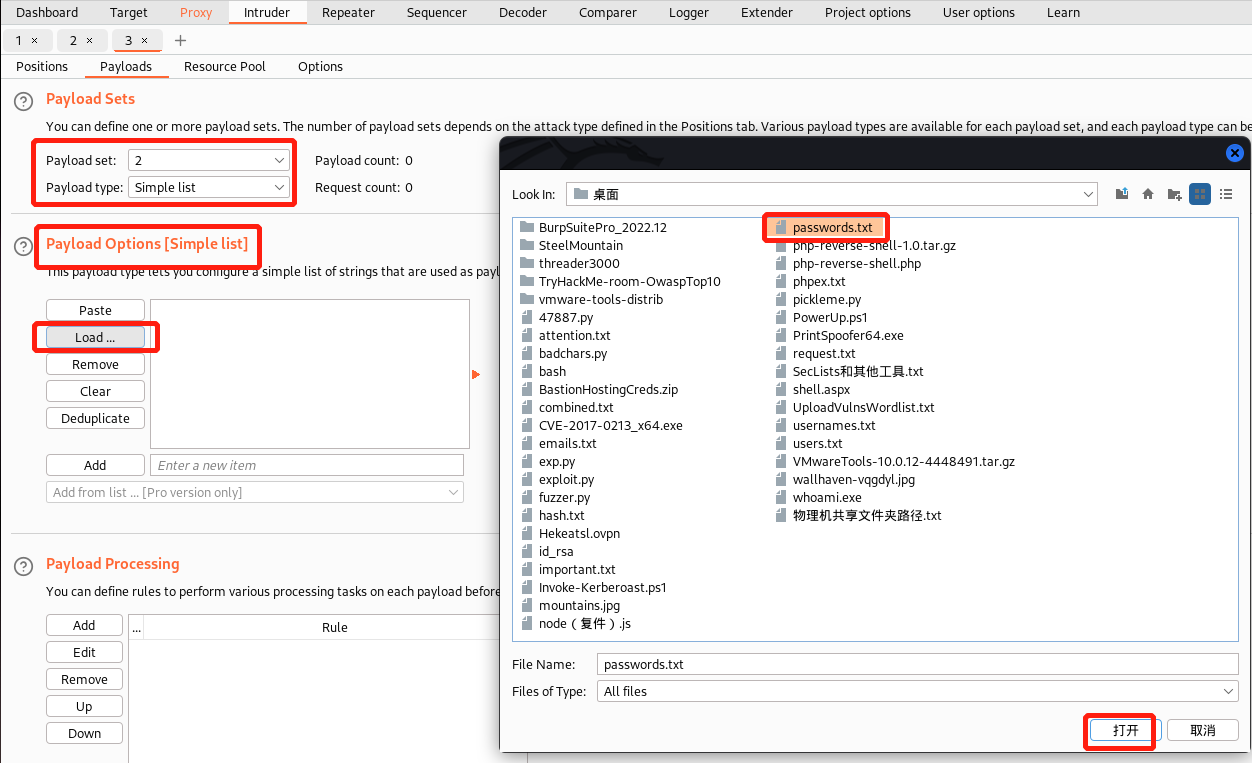 Dashboard Target Proxy Intruder Repeater Sequencer Decoder Comparer Logger Extender Project options User options Learn
1 × 2 × 3 × +
Positions Payloads Resource Pool Options
? Payload Sets
You can define one or more payload sets. The number of payload sets depends on the attack type defined in the Positions tab. Various payload types are available for each payload set, and each payload type can be
Payload set: 2 Payload count: 0
Payload type: Simple list Request count: 0
? Payload Options [Simple list]
This payload type lets you configure a simple list of strings that are used as payl
Paste
Load ...
Remove
Clear
Deduplicate
Add Enter a new item
Add from list ... [Pro version only]
? Payload Processing
You can define rules to perform various processing tasks on each payload before
Add ... Rule
Edit
Remove
Up
Down
Look In: 桌面
BurpSuitePro_2022.12
SteelMountain
threader3000
TryHackMe-room-OwaspTop10
vmware-tools-distrib
47887.py
attention.txt
badchars.py
bash
BastionHostingCreds.zip
combined.txt
CVE-2017-0213_x64.exe
emails.txt
exp.py
exploit.py
fuzzer.py
hash.txt
Hekeatsl.ovpn
id_rsa
important.txt
Invoke-Kerberoast.ps1
mountains.jpg
node（复件）.js
passwords.txt
php-reverse-shell-1.0.tar.gz
php-reverse-shell.php
phpex.txt
pickleme.py
PowerUp.ps1
PrintSpoofer64.exe
request.txt
SecLists和其他工具.txt
shell.aspx
UploadVulnsWordlist.txt
usernames.txt
users.txt
VMwareTools-10.0.12-4448491.tar.gz
wallhaven-vqgdyl.jpg
whoami.exe
物理机共享文件夹路径.txt
File Name: passwords.txt
Files of Type: All files
打开 取消